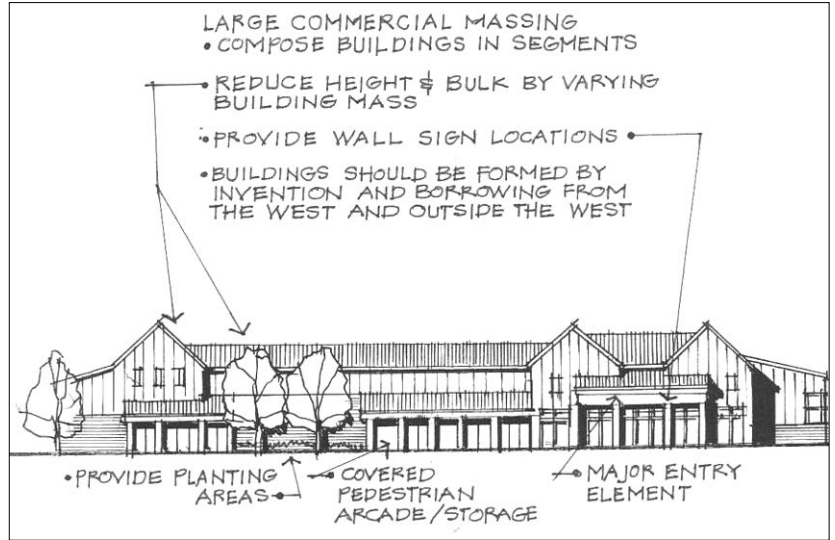 LARGE COMMERCIAL MASSING
• COMPOSE BUILDINGS IN SEGMENTS
• REDUCE HEIGHT & BULK BY VARYING
BUILDING MASS
• PROVIDE WALL SIGN LOCATIONS
• BUILDINGS SHOULD BE FORMED BY
INVENTION AND BORROWING FROM
THE WEST AND OUTSIDE THE WEST
• PROVIDE PLANTING
AREAS
• COVERED
PEDESTRIAN
ARCADE/STORAGE
• MAJOR ENTRY
ELEMENT